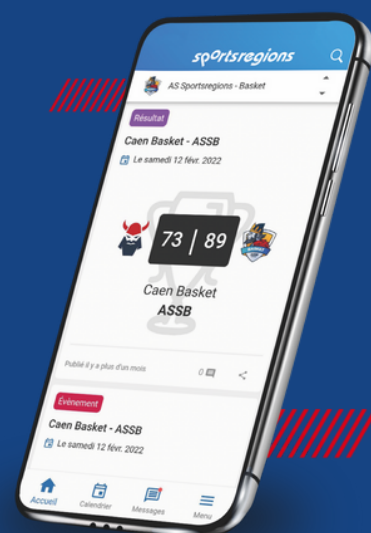 sportsregions
AS Sportsregions - Basket
Résultat
Caen Basket - ASSB
Le samedi 12 févr. 2022
73 | 89
Caen Basket
ASSB
Publié il y a plus d'un mois
0
Évènement
Caen Basket - ASSB
Le samedi 12 févr. 2022
Accueil
Calendrier
Messages
Menu